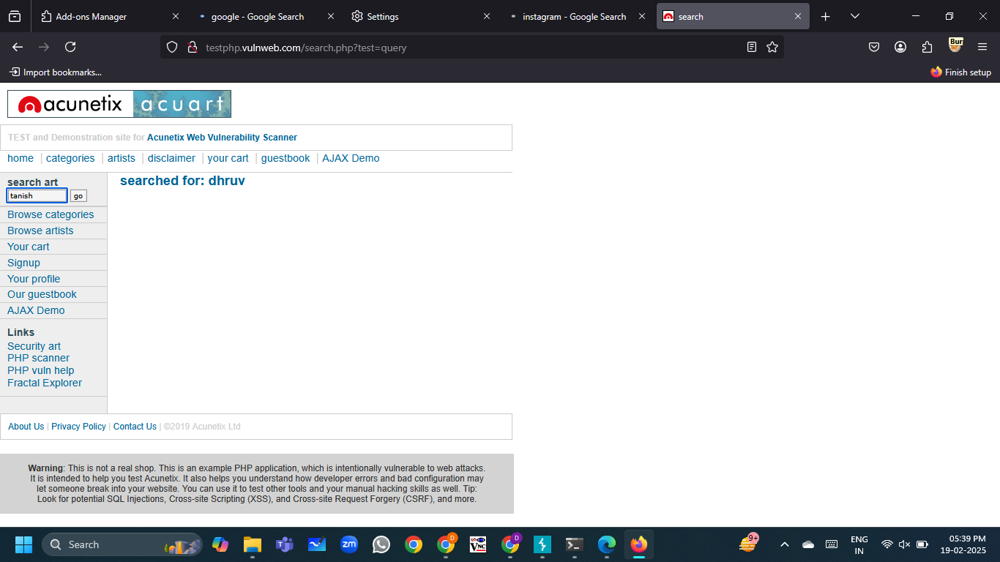 Add-ons Manager
google - Google Search
Settings
instagram - Google Search
search
testphp.vulnweb.com/search.php?test=query
Bur
Import bookmarks...
Finish setup
acunetix acuart
TEST and Demonstration site for Acunetix Web Vulnerability Scanner
home | categories | artists | disclaimer | your cart | guestbook | AJAX Demo
search art
tanish go
searched for: dhruv
Browse categories
Browse artists
Your cart
Signup
Your profile
Our guestbook
AJAX Demo
Links
Security art
PHP scanner
PHP vuln help
Fractal Explorer
About Us | Privacy Policy | Contact Us | ©2019 Acunetix Ltd
Warning: This is not a real shop. This is an example PHP application, which is intentionally vulnerable to web attacks.
It is intended to help you test Acunetix. It also helps you understand how developer errors and bad configuration may
let someone break into your website. You can use it to test other tools and your manual hacking skills as well. Tip:
Look for potential SQL Injections, Cross-site Scripting (XSS), and Cross-site Request Forgery (CSRF), and more.
Search
zm
D
VNC
D
9+
ENG
IN
05:39 PM
19-02-2025